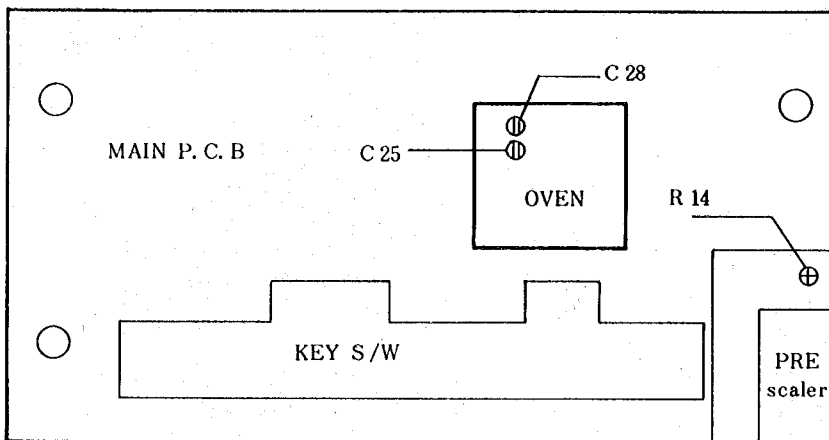 C 28
MAIN P. C. B
C 25
OVEN
R 14
KEY S/W
PRE
scaler